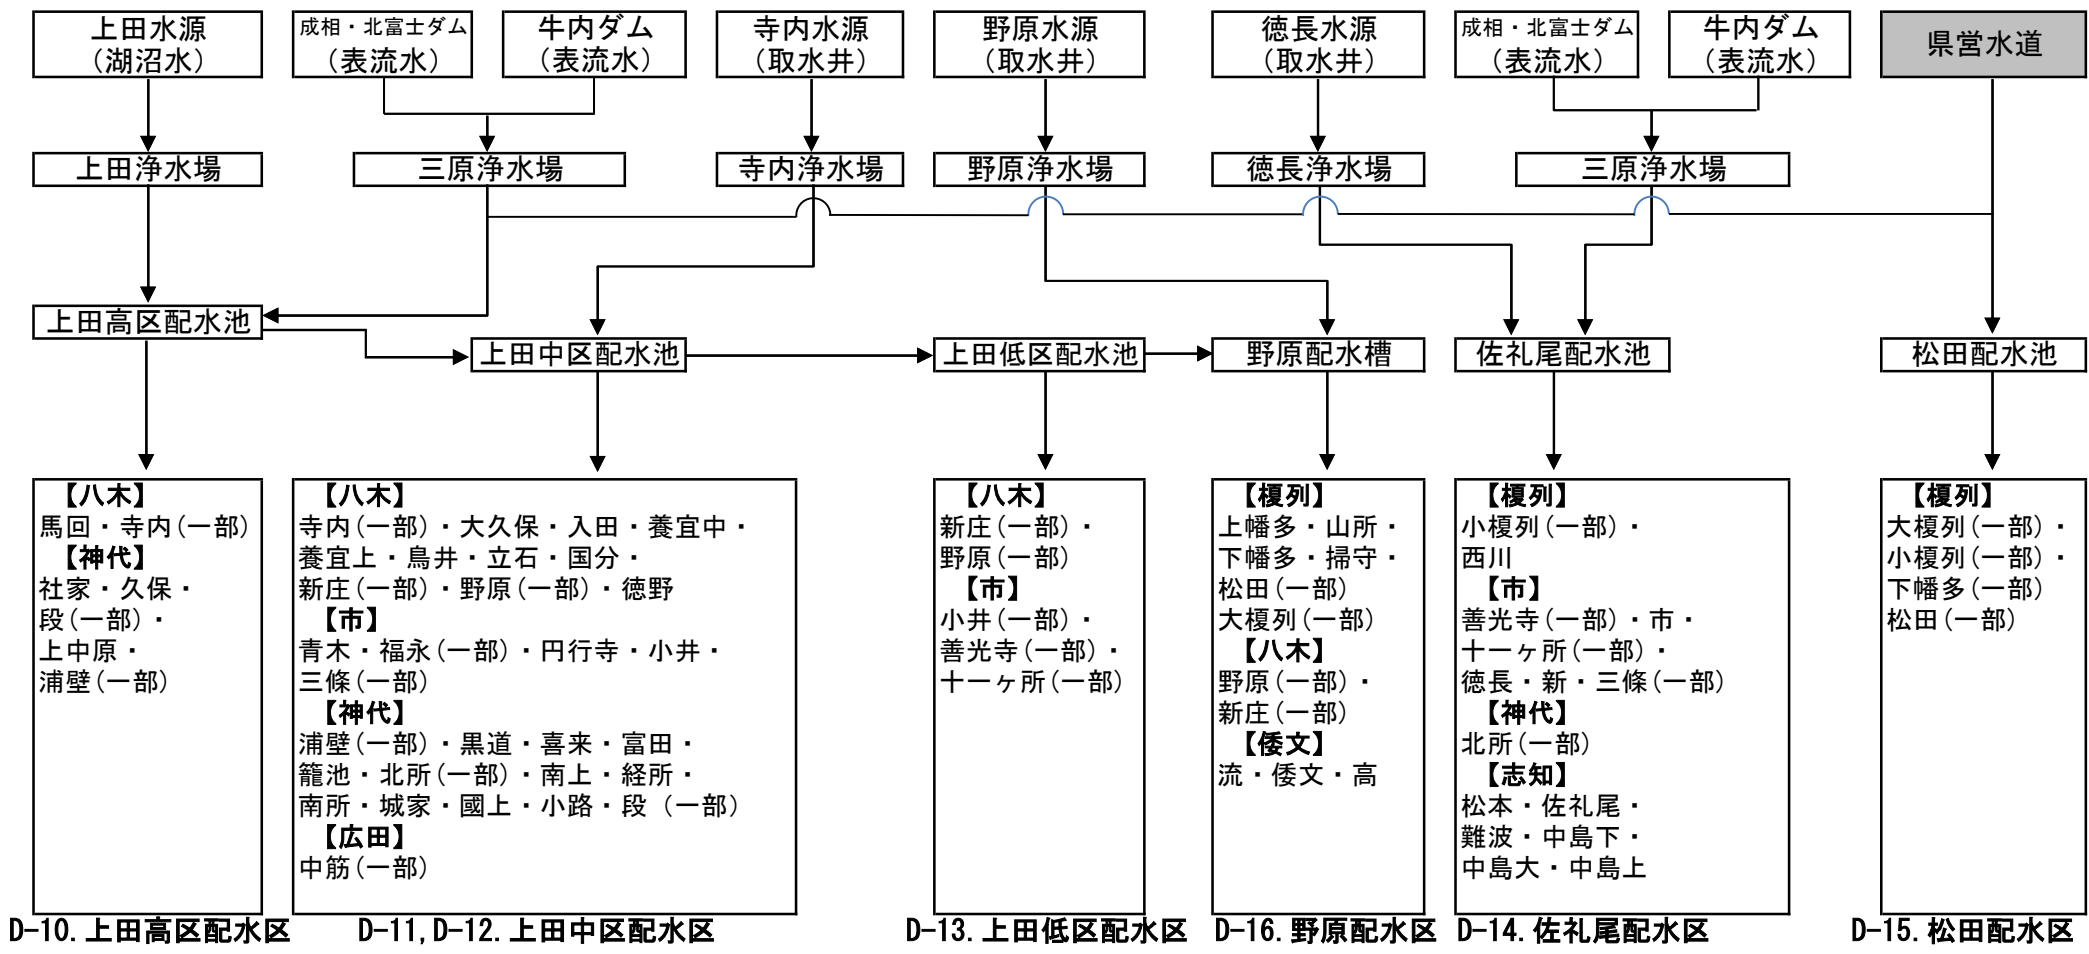 上田水源
（湖沼水）
成相・北富士ダム
（表流水）
牛内ダム
（表流水）
寺内水源
（取水井）
野原水源
（取水井）
徳長水源
（取水井）
成相・北富士ダム
（表流水）
牛内ダム
（表流水）
県営水道
上田浄水場
三原浄水場
寺内浄水場
野原浄水場
徳長浄水場
三原浄水場
上田高区配水池
上田中区配水池
上田低区配水池
野原配水槽
佐礼尾配水池
松田配水池
【八木】
馬回・寺内(一部)
【神代】
社家・久保・
段(一部)・
上中原・
浦壁(一部)
D-10.上田高区配水区
【八木】
寺内(一部)・大久保・入田・養宜中・
養宜上・鳥井・立石・国分・
新庄(一部)・野原(一部)・徳野
【市】
青木・福永(一部)・円行寺・小井・
三條(一部)
【神代】
浦壁(一部)・黒道・喜来・富田・
籠池・北所(一部)・南上・経所・
南所・城家・國上・小路・段（一部）
【広田】
中筋(一部)
D-11,D-12.上田中区配水区
【八木】
新庄(一部)・
野原(一部)
【市】
小井(一部)・
善光寺(一部)・
十一ヶ所(一部)
D-13.上田低区配水区
【榎列】
上幡多・山所・
下幡多・掃守・
松田(一部)
大榎列(一部)
【八木】
野原(一部)・
新庄(一部)
【倭文】
流・倭文・高
D-16.野原配水区
【榎列】
小榎列(一部)・
西川
【市】
善光寺(一部)・市・
十一ヶ所(一部)・
徳長・新・三條(一部)
【神代】
北所(一部)
【志知】
松本・佐礼尾・
難波・中島下・
中島大・中島上
D-14.佐礼尾配水区
【榎列】
大榎列(一部)・
小榎列(一部)・
下幡多(一部)
松田(一部)
D-15.松田配水区